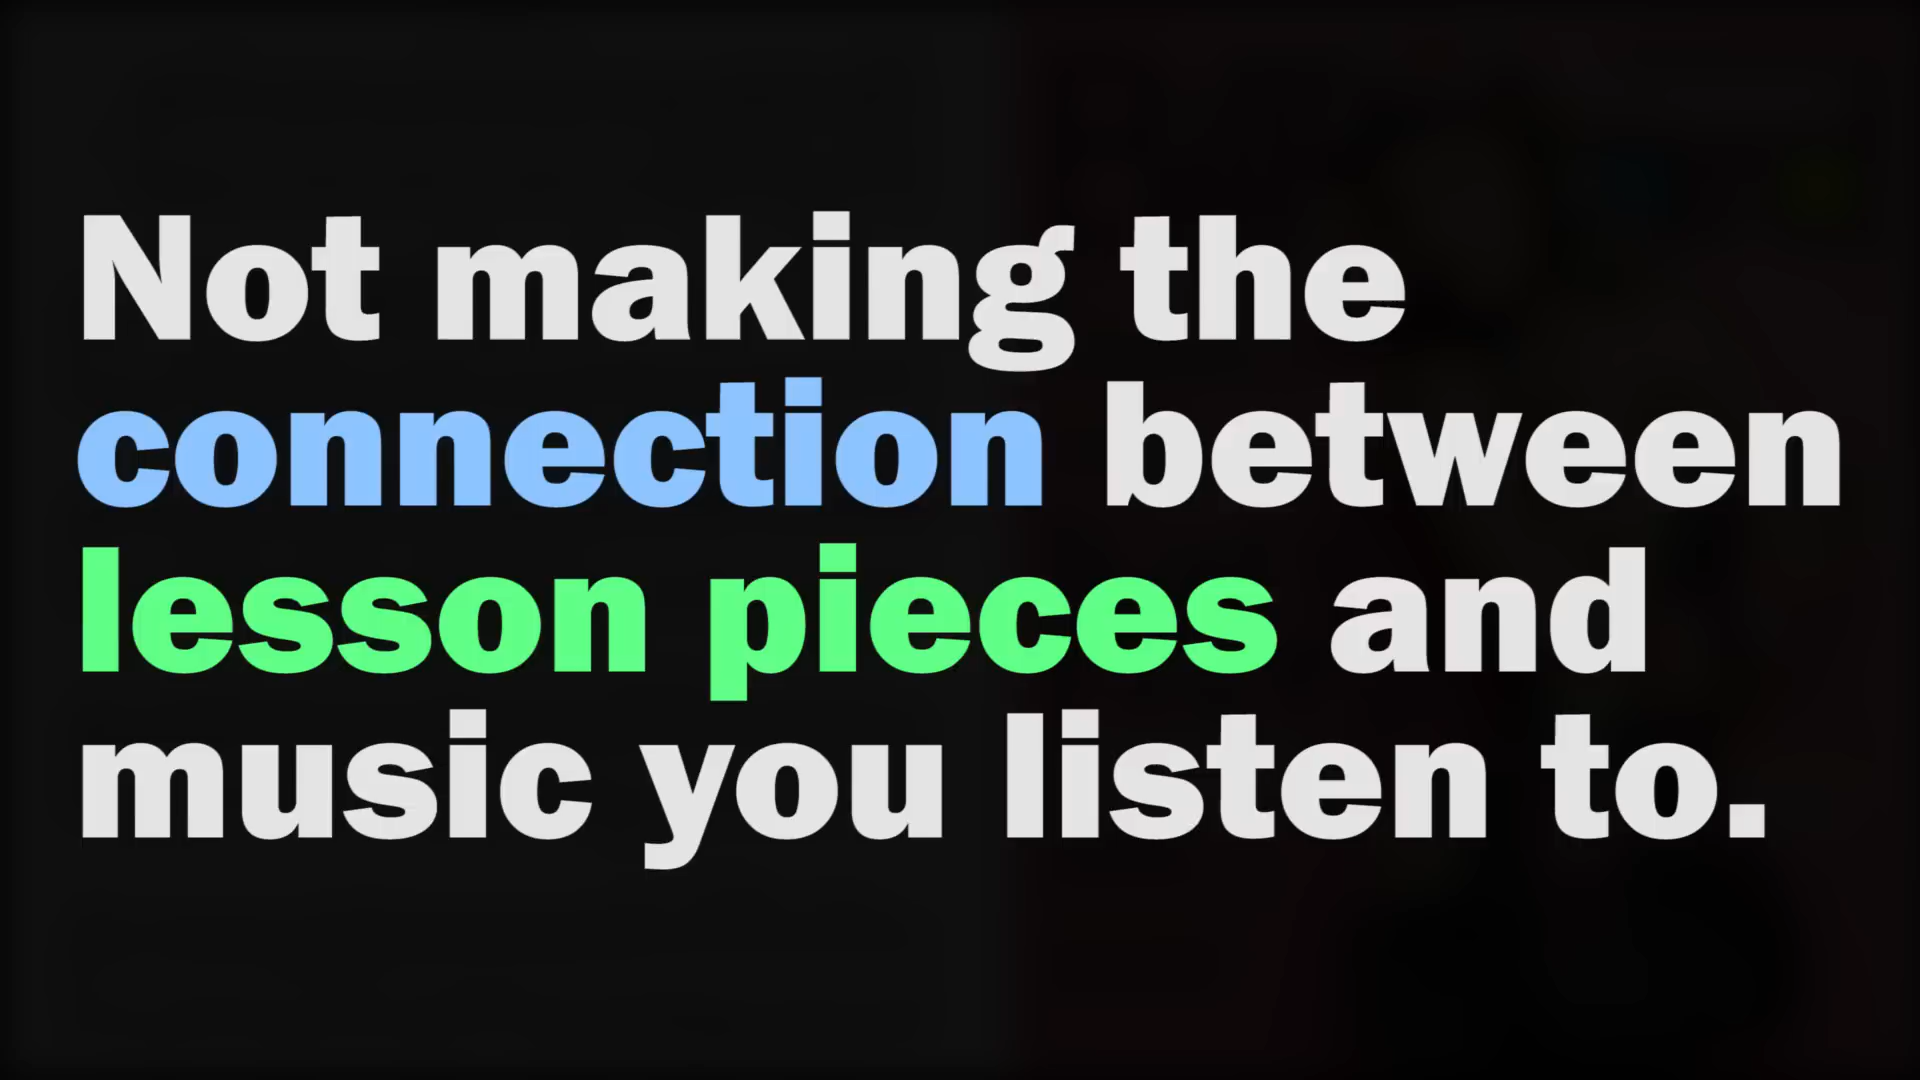 Not making the
connection between
lesson pieces and
music you listen to.